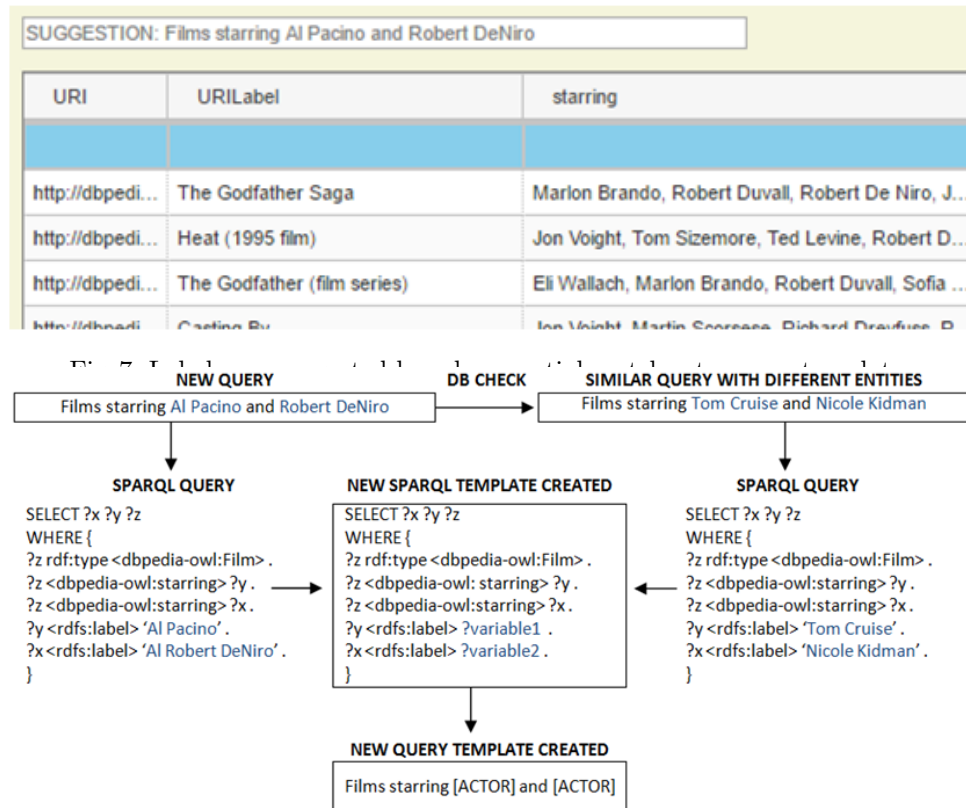 SUGGESTION: Films starring Al Pacino and Robert DeNiro
URI URILabel starring
http://dbpedi... The Godfather Saga Marlon Brando, Robert Duvall, Robert De Niro, J...
http://dbpedi... Heat (1995 film) Jon Voight, Tom Sizemore, Ted Levine, Robert D...
http://dbpedi... The Godfather (film series) Eli Wallach, Marlon Brando, Robert Duvall, Sofia ...
http://dbpedi... Casting By Jon Voight, Martin Scorsese, Richard Dreyfuss, R...
NEW QUERY DB CHECK SIMILAR QUERY WITH DIFFERENT ENTITIES
Films starring Al Pacino and Robert DeNiro Films starring Tom Cruise and Nicole Kidman
SPARQL QUERY
SELECT ?x ?y ?z
WHERE {
?z rdf:type <dbpedia-owl:Film> .
?z <dbpedia-owl:starring> ?y .
?z <dbpedia-owl:starring> ?x .
?y <rdfs:label> ‘Al Pacino’ .
?x <rdfs:label> ‘Al Robert DeNiro’ .
}
NEW SPARQL TEMPLATE CREATED
SELECT ?x ?y ?z
WHERE {
?z rdf:type <dbpedia-owl:Film> .
?z <dbpedia-owl: starring> ?y .
?z <dbpedia-owl:starring> ?x .
?y <rdfs:label> ?variable1 .
?x <rdfs:label> ?variable2 .
}
SPARQL QUERY
SELECT ?x ?y ?z
WHERE {
?z rdf:type <dbpedia-owl:Film> .
?z <dbpedia-owl:starring> ?y .
?z <dbpedia-owl:starring> ?x .
?y <rdfs:label> ‘Tom Cruise’ .
?x <rdfs:label> ‘Nicole Kidman’ .
}
NEW QUERY TEMPLATE CREATED
Films starring [ACTOR] and [ACTOR]